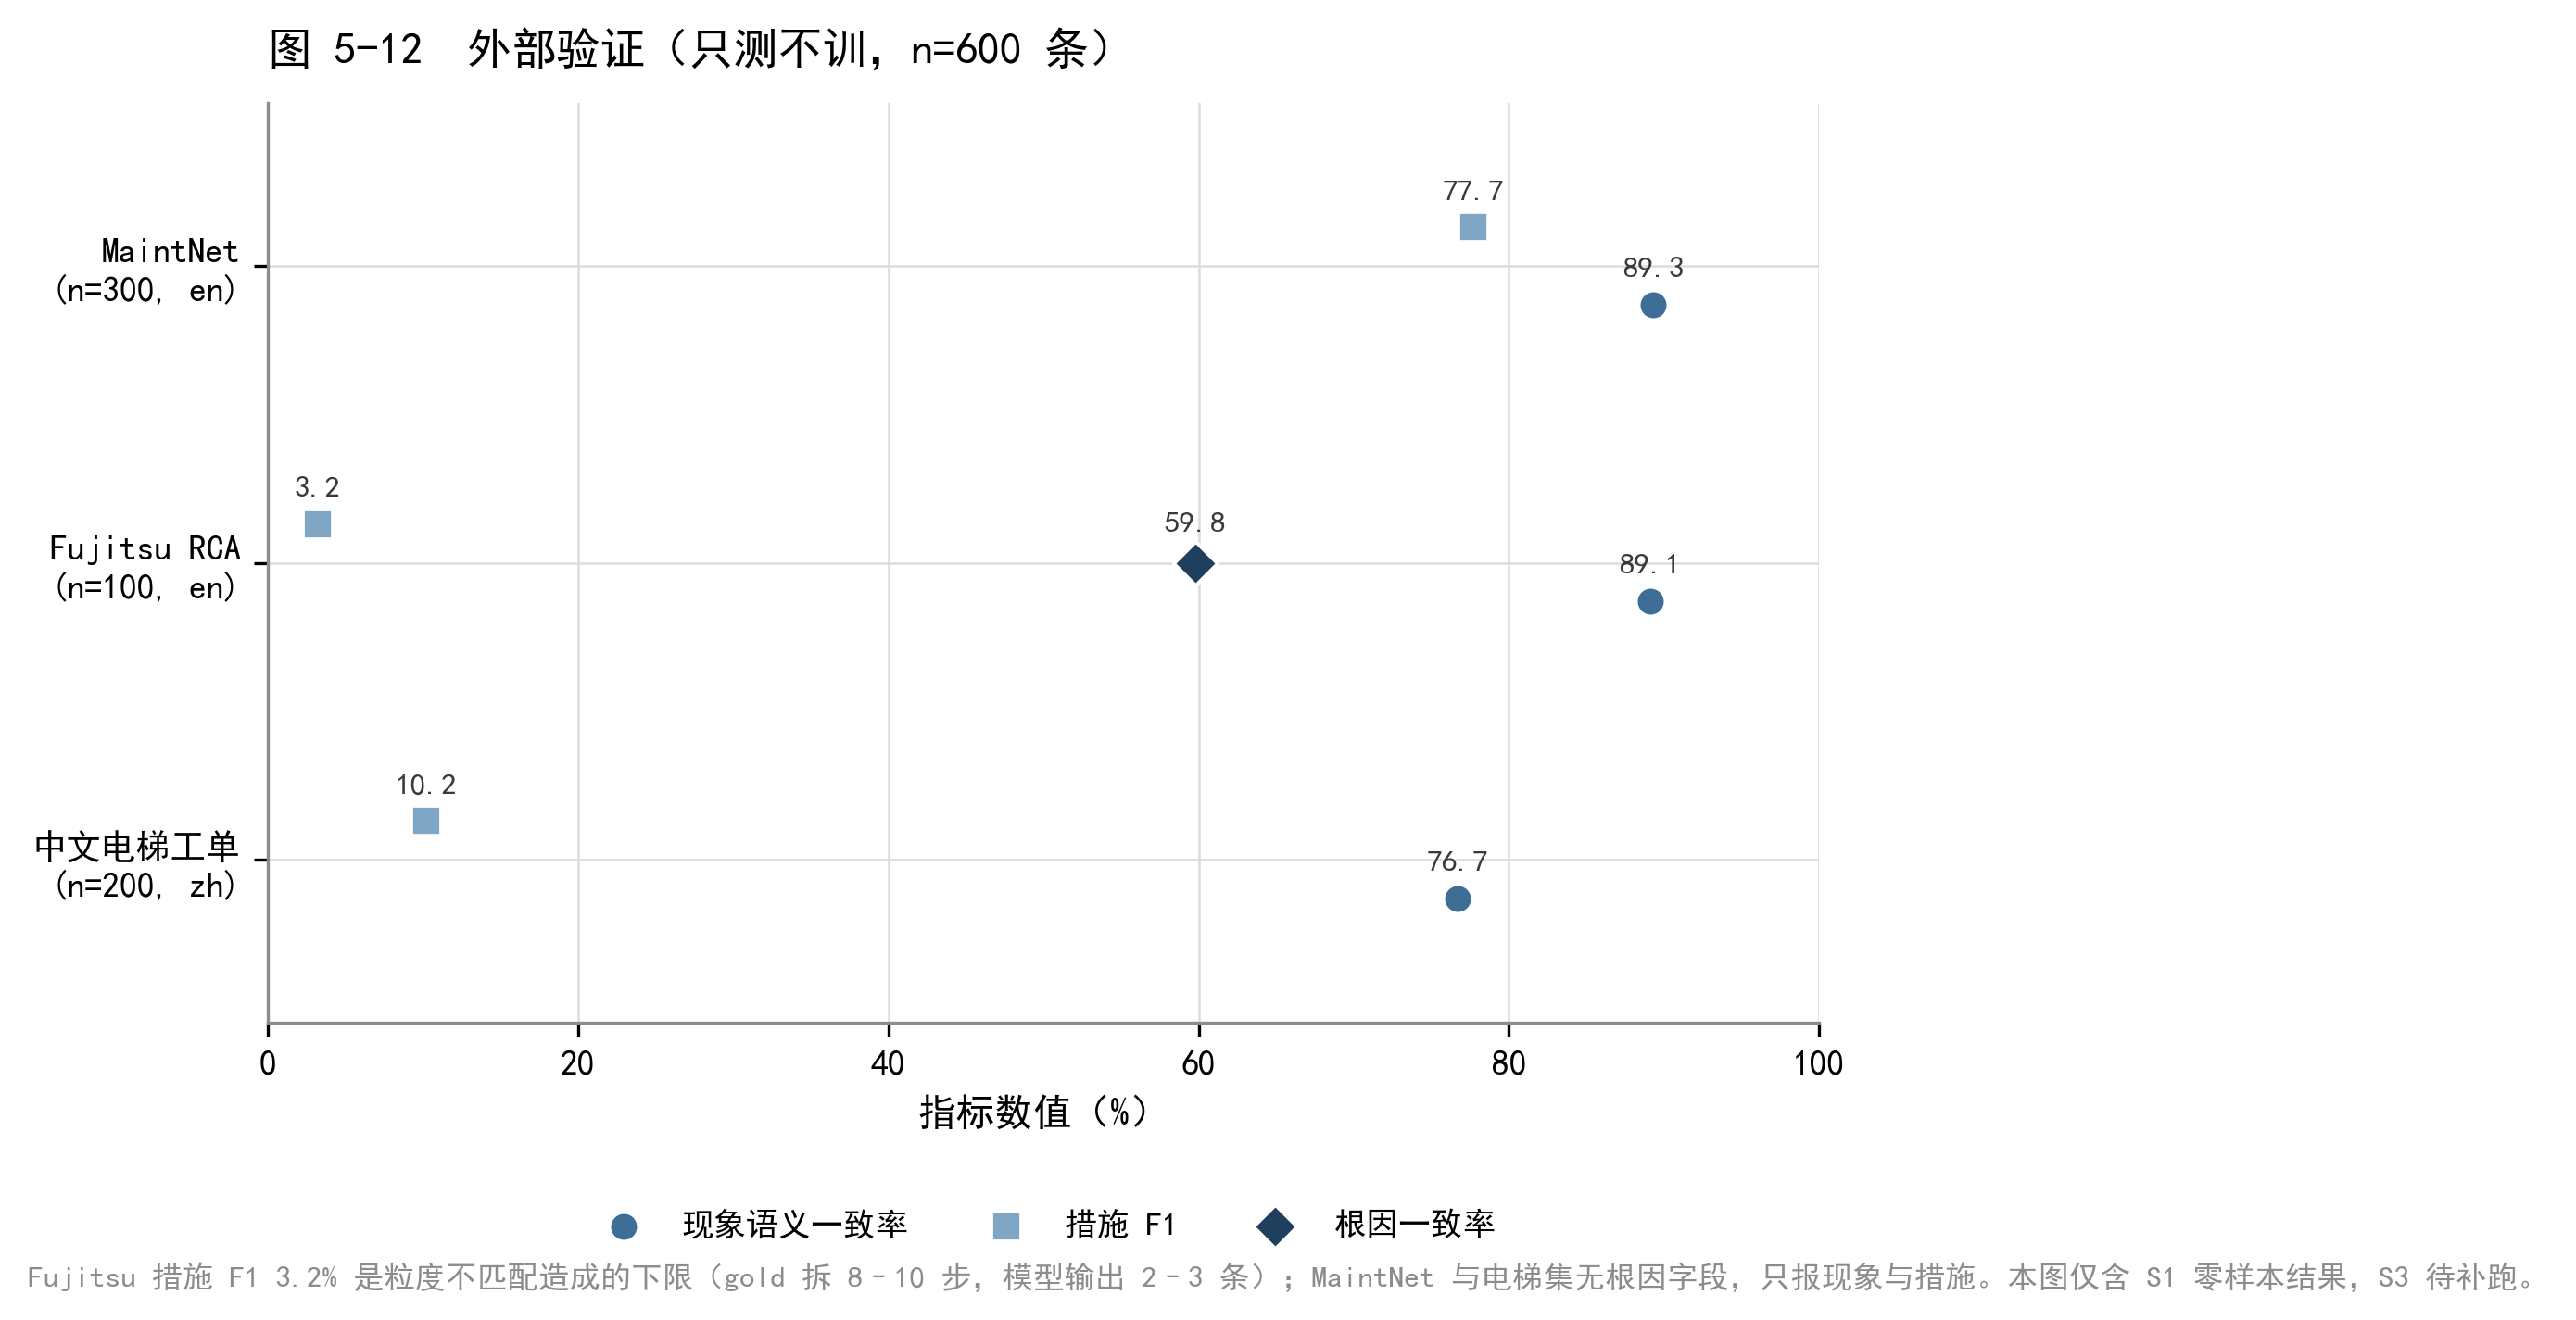 图 5-12  外部验证（只测不训，n=600 条）
77.7
MaintNet
(n=300, en)
89.3
3.2
59.8
Fujitsu RCA
(n=100, en)
89.1
10.2
中文电梯工单
(n=200, zh)
76.7
0 20 40 60 80 100
指标数值（%）
现象语义一致率 措施 F1 根因一致率
Fujitsu 措施 F1 3.2% 是粒度不匹配造成的下限（gold 拆 8–10 步，模型输出 2–3 条）；MaintNet 与电梯集无根因字段，只报现象与措施。本图仅含 S1 零样本结果，S3 待补跑。